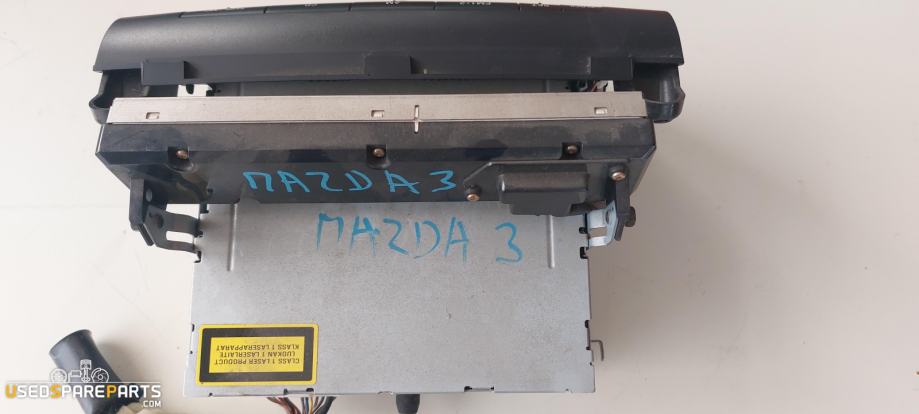 MAZDA 3
MAZDA 3
CLASS 1 LASER PRODUCT
LUOKAN 1 LASERLAITE
KLASS 1 LASERAPPARAT
USEDSPAREPARTS
.COM